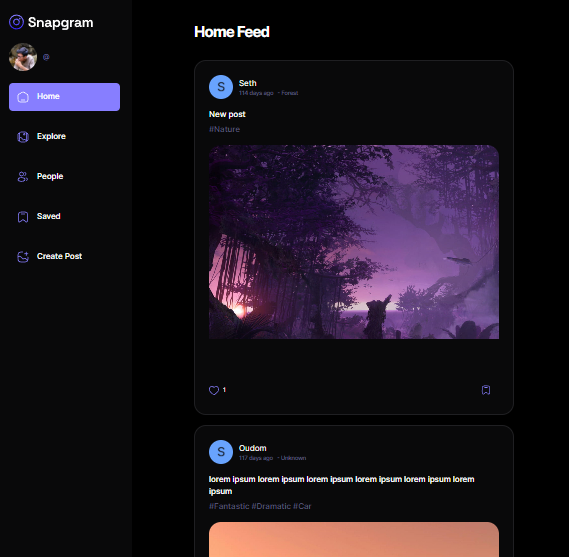 Snapgram
@
Home
Explore
People
Saved
Create Post
Home Feed
S
Seth
114 days ago - Forest
New post
#Nature
1
S
Oudom
117 days ago - Unknown
lorem ipsum lorem ipsum lorem ipsum lorem ipsum lorem ipsum lorem
ipsum
#Fantastic #Dramatic #Car